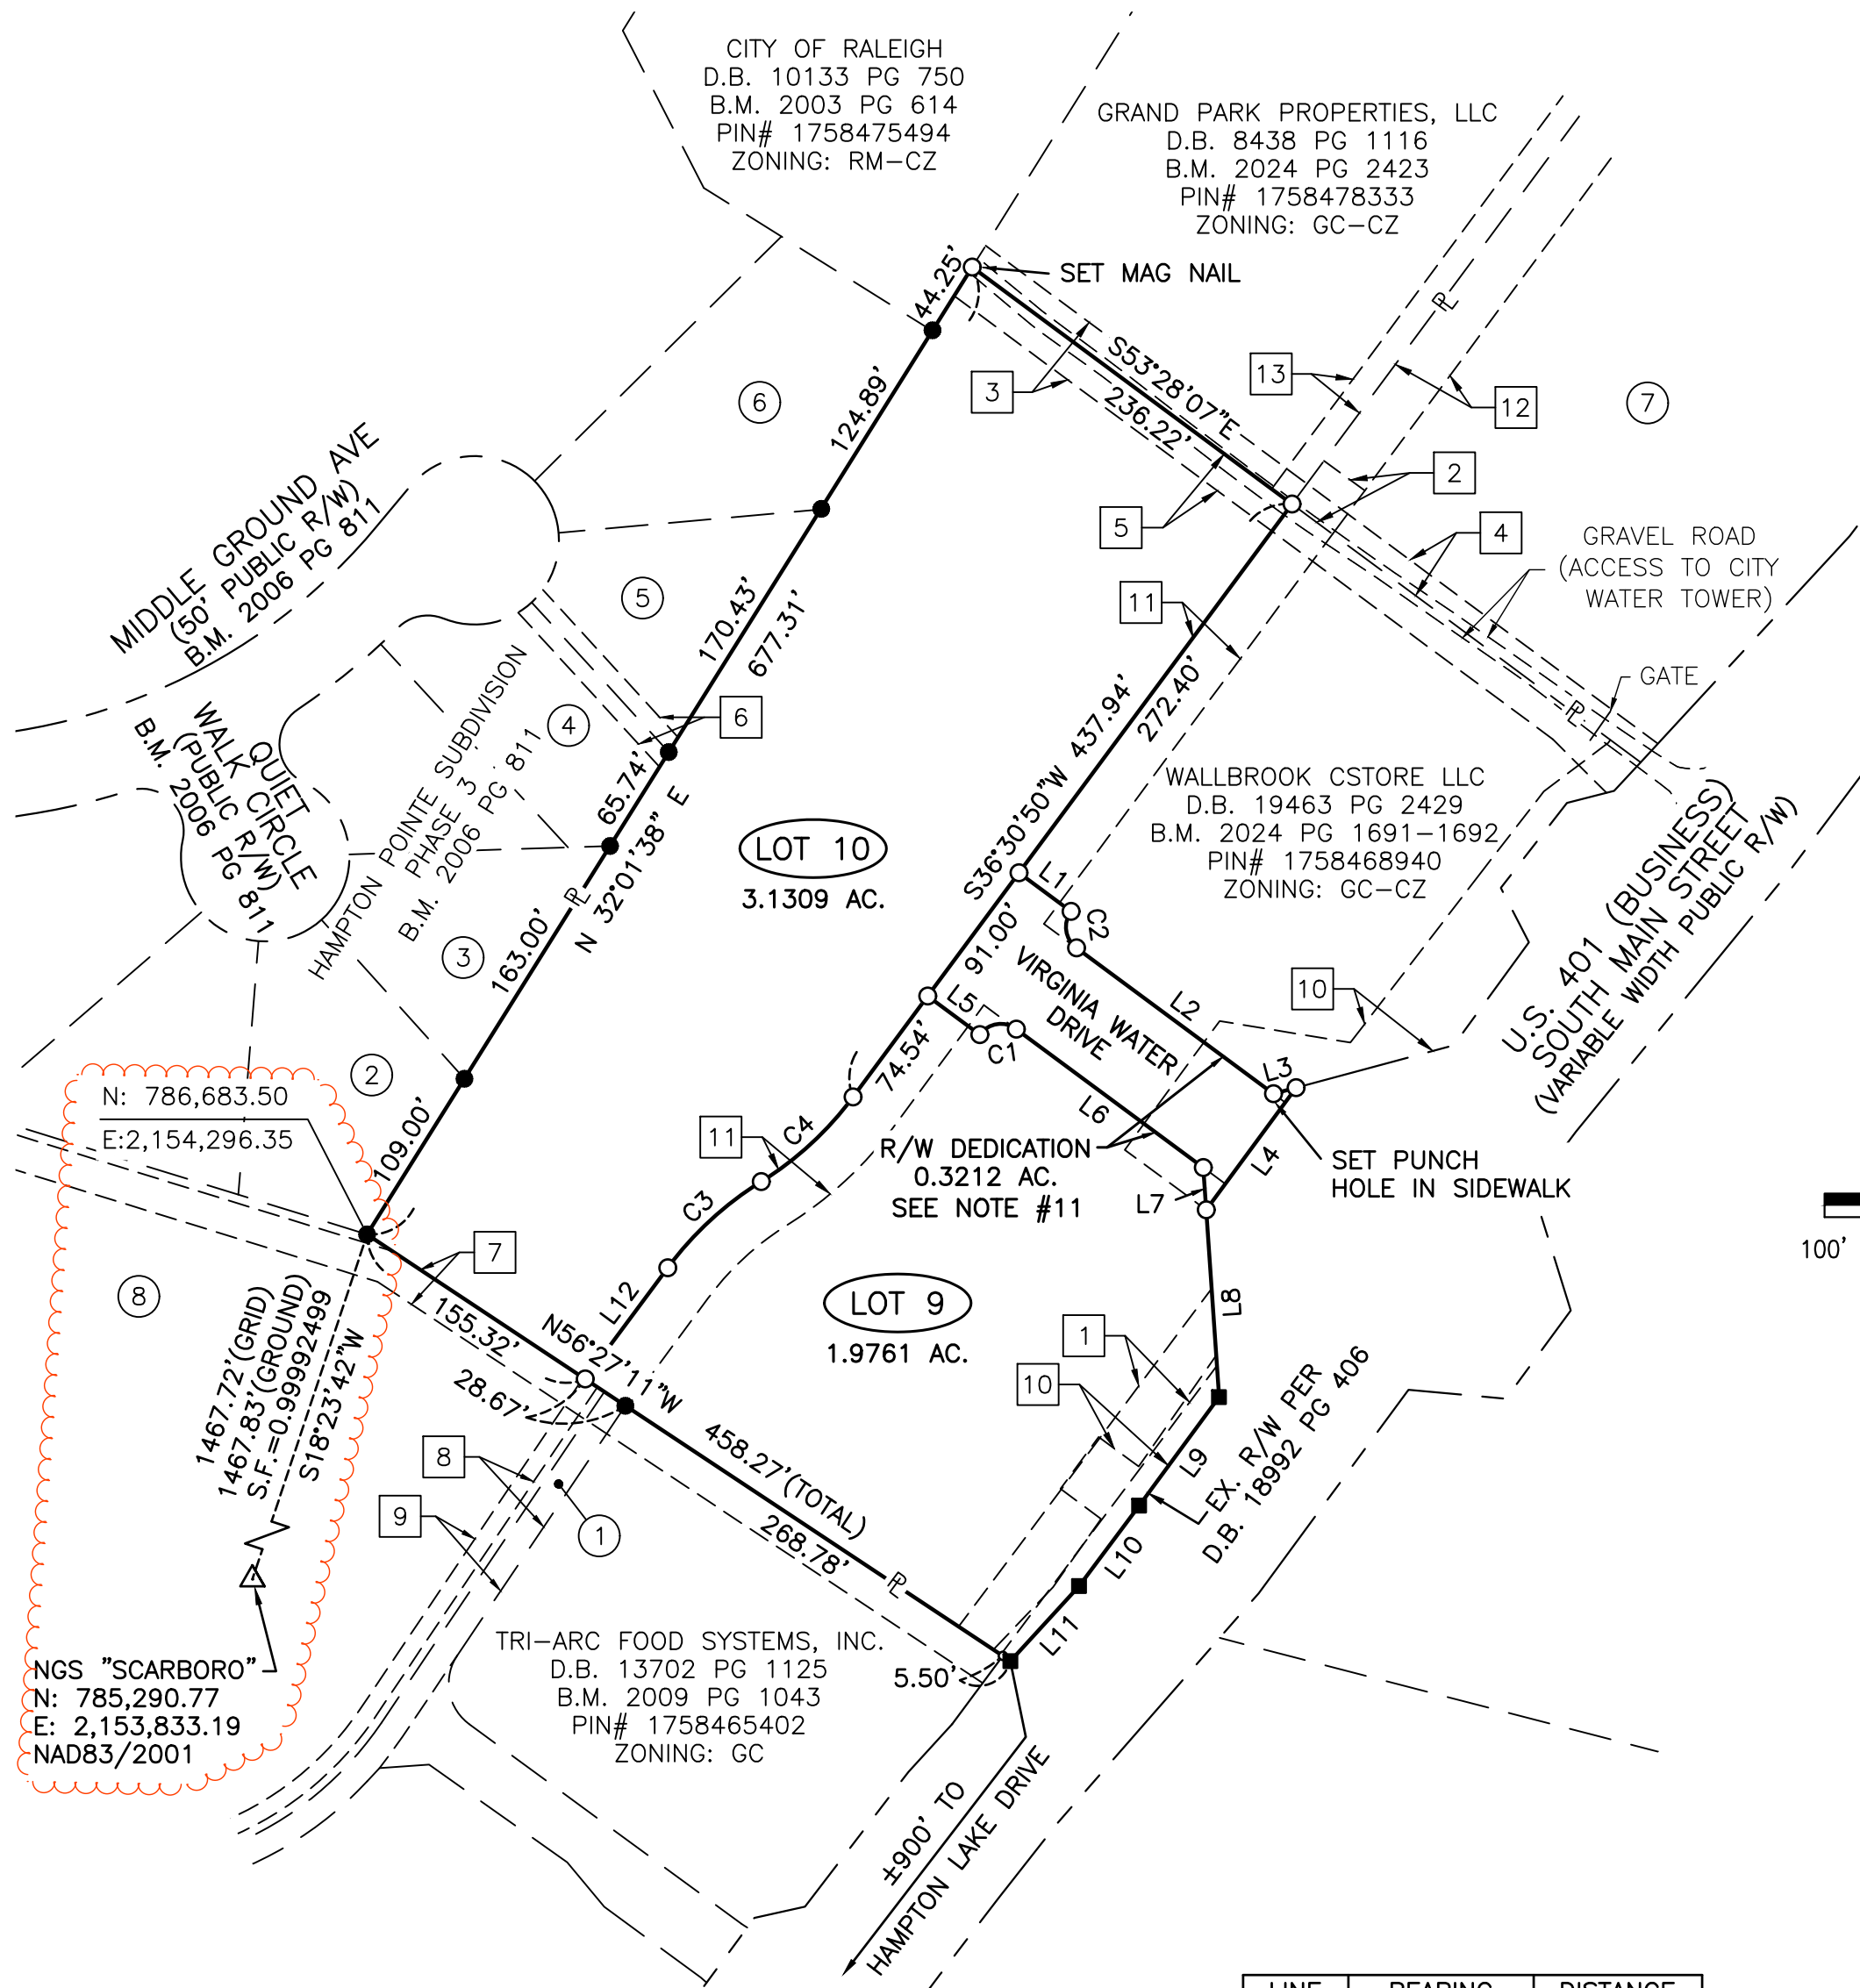 CITY OF RALEIGH
D.B. 10133 PG 750
B.M. 2003 PG 614
PIN# 1758475494
ZONING: RM-CZ
GRAND PARK PROPERTIES, LLC
D.B. 8438 PG 1116
B.M. 2024 PG 2423
PIN# 1758478333
ZONING: GC-CZ
SET MAG NAIL
44.25'
124.89'
S53°28'07"E
236.22'
3
13
12
6
7
2
5
4
GRAVEL ROAD
(ACCESS TO CITY
WATER TOWER)
GATE
MIDDLE GROUND AVE
(50' PUBLIC R/W)
B.M. 2006 PG 811
5
170.43'
677.31'
11
6
4
QUIET
WALK CIRCLE
(PUBLIC R/W)
B.M. 2006 PG 811
HAMPTON POINTE SUBDIVISION
PHASE 3
B.M. 2006 PG 811
65.74'
N 32°01'38" E
PL
163.00'
3
LOT 10
3.1309 AC.
S36°30'50"W 437.94'
272.40'
WALLBROOK CSTORE LLC
D.B. 19463 PG 2429
B.M. 2024 PG 1691-1692
PIN# 1758468940
ZONING: GC-CZ
U.S. 401 (BUSINESS)
SOUTH MAIN STREET
(VARIABLE WIDTH PUBLIC R/W)
PL
PL
L1
C2
91.00'
VIRGINIA WATER
DRIVE
L2
10
L5
C1
L3
L6
L4
74.54'
2
N: 786,683.50
E:2,154,296.35
109.00'
11
C4
R/W DEDICATION
0.3212 AC.
SEE NOTE #11
SET PUNCH
HOLE IN SIDEWALK
L7
100'
C3
7
8
155.32'
L12
LOT 9
1.9761 AC.
L8
1
10
1467.72'(GRID)
1467.83'(GROUND)
S.F.=0.99992499
S18°23'42"W
N56°27'11"W
28.67'
458.27'(TOTAL)
268.78'
PL
8
9
1
L9
EX. R/W PER
D.B. 18992 PG 406
L10
L11
NGS "SCARBORO"
N: 785,290.77
E: 2,153,833.19
NAD83/2001
TRI-ARC FOOD SYSTEMS, INC.
D.B. 13702 PG 1125
B.M. 2009 PG 1043
PIN# 1758465402
ZONING: GC
5.50'
±900' TO
HAMPTON LAKE DRIVE
LINE BEARING DISTANCE